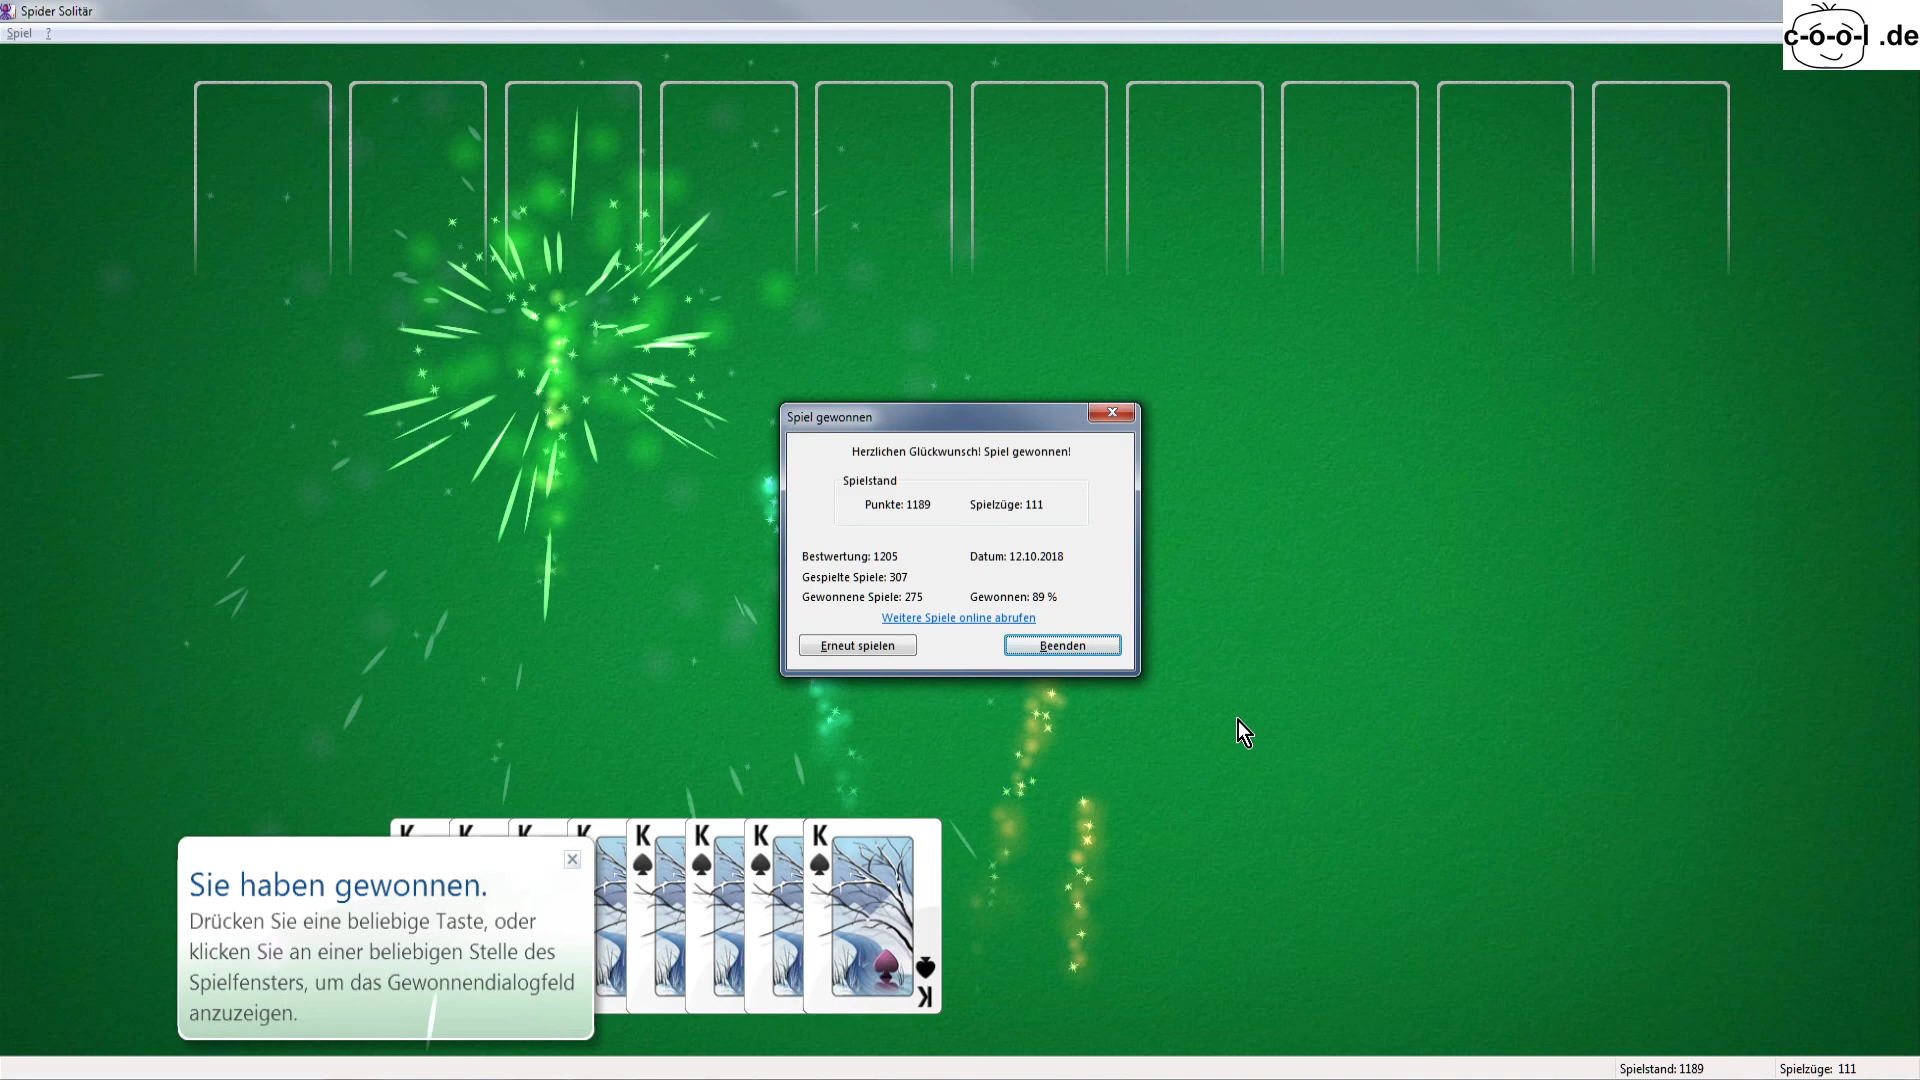 Spider Solitär
Spiel ?
c-o-o-l .de
Spiel gewonnen
Herzlichen Glückwunsch! Spiel gewonnen!
Spielstand
Punkte: 1189 Spielzüge: 111
Bestwertung: 1205 Datum: 12.10.2018
Gespielte Spiele: 307
Gewonnene Spiele: 275 Gewonnen: 89 %
Weitere Spiele online abrufen
Erneut spielen Beenden
K K K K K K K K
Sie haben gewonnen.
Drücken Sie eine beliebige Taste, oder
klicken Sie an einer beliebigen Stelle des
Spielfensters, um das Gewonnendialogfeld
anzuzeigen.
K
Spielstand: 1189 Spielzüge: 111